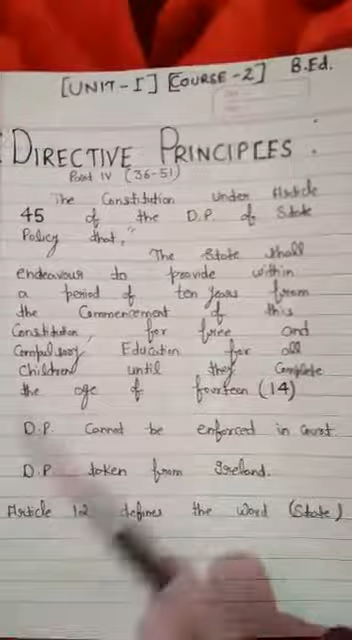 [UNIT-I] [COURSE-2] B.Ed.
DIRECTIVE PRINCIPLES.
Part IV (36-51)
The Constitution under Article
45 of the D.P. of State
Policy that,"
The State shall
endeavour to provide within
a period of ten years from
the Commencement of this
Constitution, for free and
Compulsory Education for all
Children until they Complete
the age of fourteen (14)
D.P. Cannot be enforced in court.
D.P. taken from Ireland.
Article 12 defines the word (State)